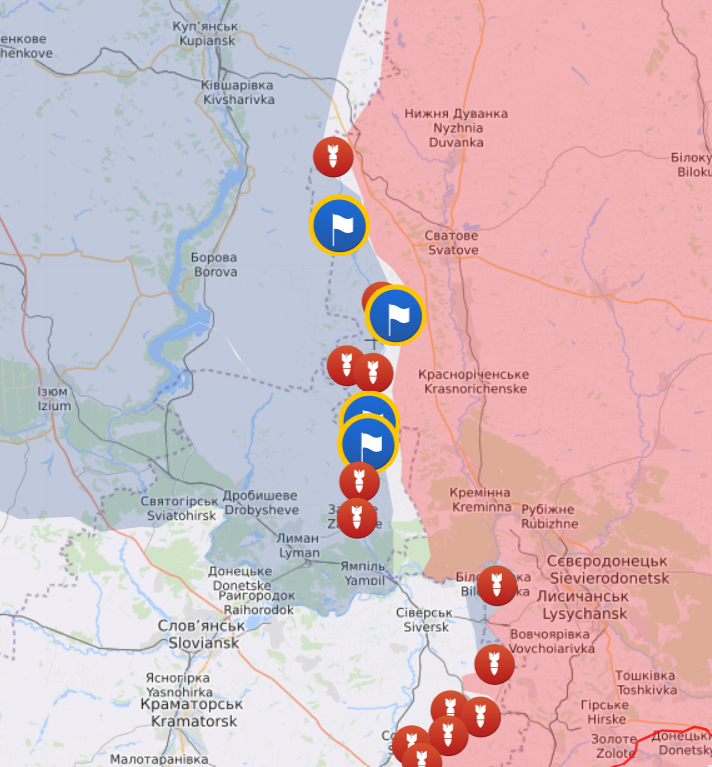 Куп’янськ
Kupiansk
енкове
henkove
Ківшарівка
Kivsharivka
Нижня Дуванка
Nyzhnia
Duvanka
Білоку
Biloku
Сватове
Svatove
Борова
Borova
Красноріченське
Krasnorichenske
Ізюм
Izium
Кремінна
Kreminna
Рубіжне
Rubizhne
Святогірськ
Sviatohirsk
Дробишеве
Drobysheve
Лиман
Lyman
Ямпіль
Yampil
Сєвєродонецьк
Sievierodonetsk
Донецьке
Donetske
Райгородок
Raihorodok
Лисичанськ
Lysychansk
Сіверськ
Siversk
Слов’янськ
Sloviansk
Вовчоярівка
Vovchoiarivka
Ясногірка
Yasnohirka
Тошківка
Toshkivka
Краматорськ
Kramatorsk
Гірське
Hirske
Золоте
Zolote
Донецьки
Donetsky
Малотаранівка